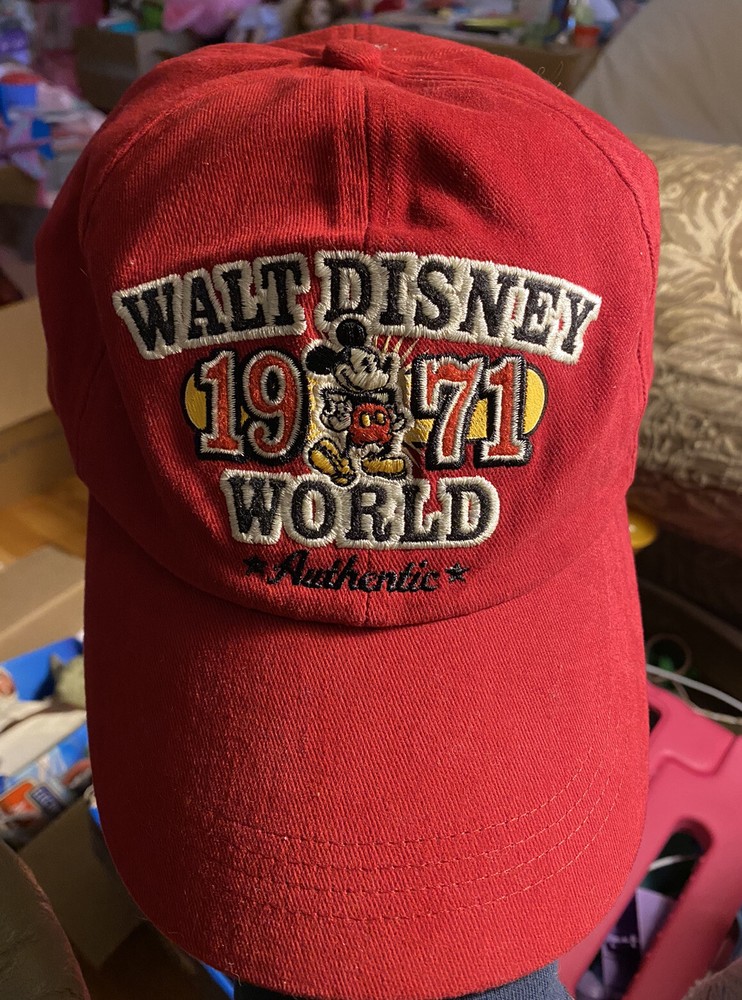 WALT DISNEY
1971
WORLD
Authentic